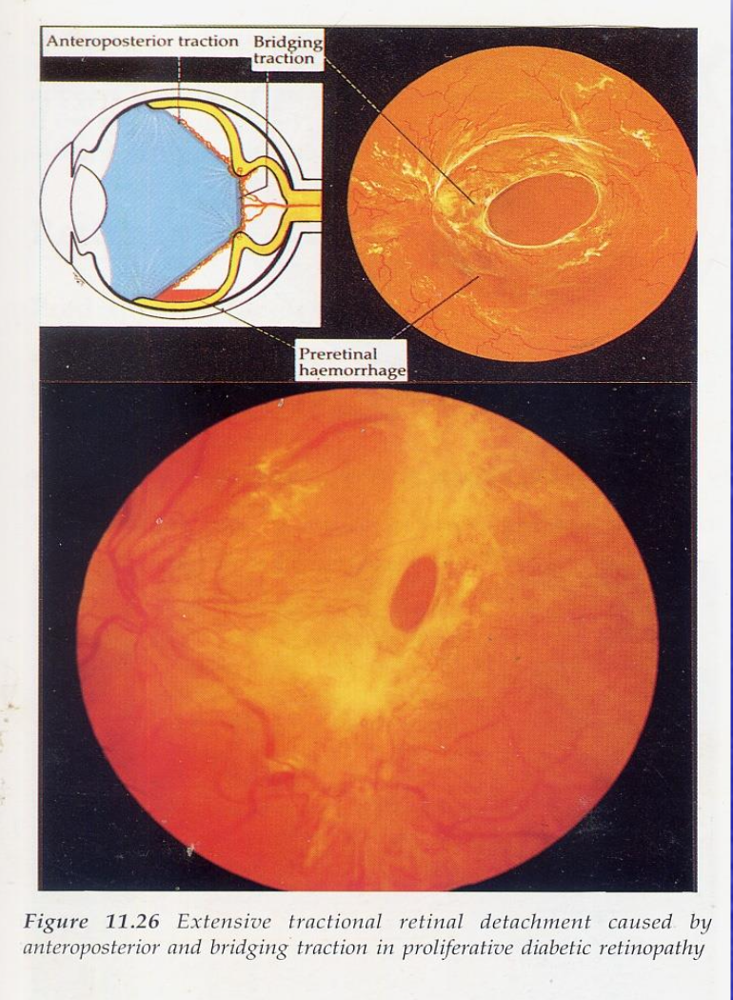 Anteroposterior traction
Bridging
traction
Preretinal
haemorrhage
Figure 11.26 Extensive tractional retinal detachment caused by
anteroposterior and bridging traction in proliferative diabetic retinopathy